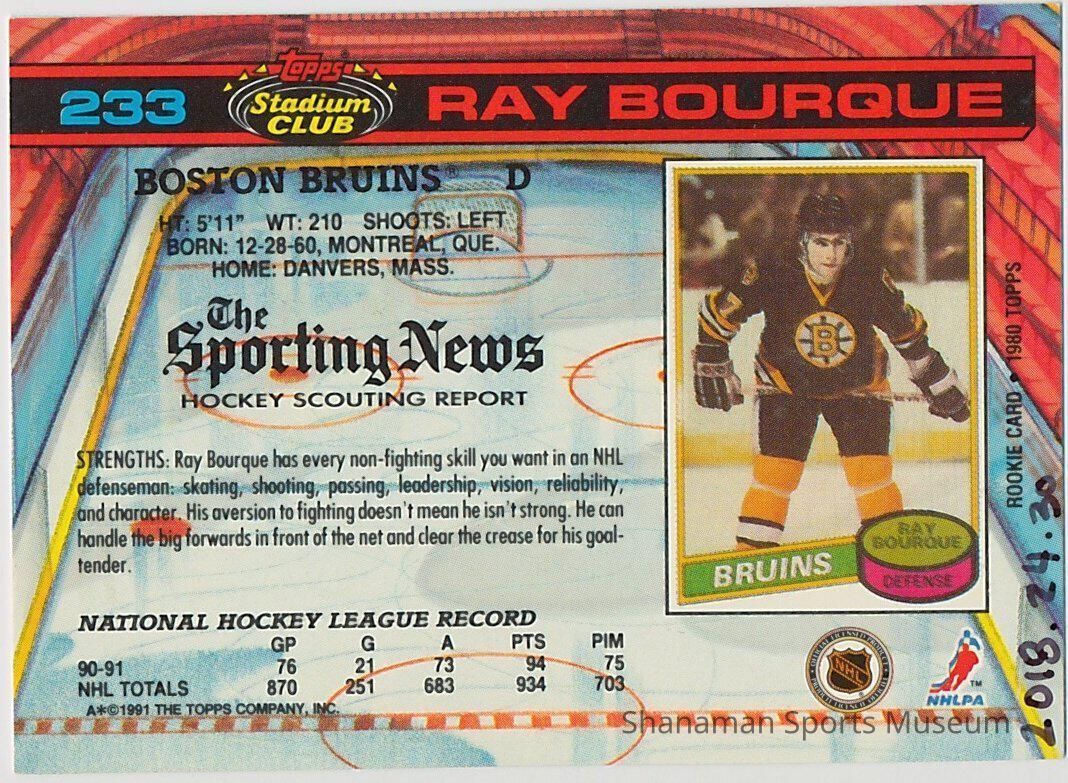 233
Topps®
Stadium
CLUB
RAY BOURQUE
BOSTON BRUINS® D
HT: 5'11" WT: 210 SHOOTS: LEFT
BORN: 12-28-60, MONTREAL, QUE.
HOME: DANVERS, MASS.
The
Sporting News
HOCKEY SCOUTING REPORT
STRENGTHS: Ray Bourque has every non-fighting skill you want in an NHL
defenseman: skating, shooting, passing, leadership, vision, reliability,
and character. His aversion to fighting doesn't mean he isn't strong. He can
handle the big forwards in front of the net and clear the crease for his goal-
tender.
NATIONAL HOCKEY LEAGUE RECORD
GP G A PTS PIM
90-91 76 21 73 94 75
NHL TOTALS 870 251 683 934 703
A*©1991 THE TOPPS COMPANY, INC.
B
7
BRUINS
RAY
BOURQUE
DEFENSE
ROOKIE CARD • 1980 TOPPS
NHL
NHLPA
TM
Shanaman Sports Museum